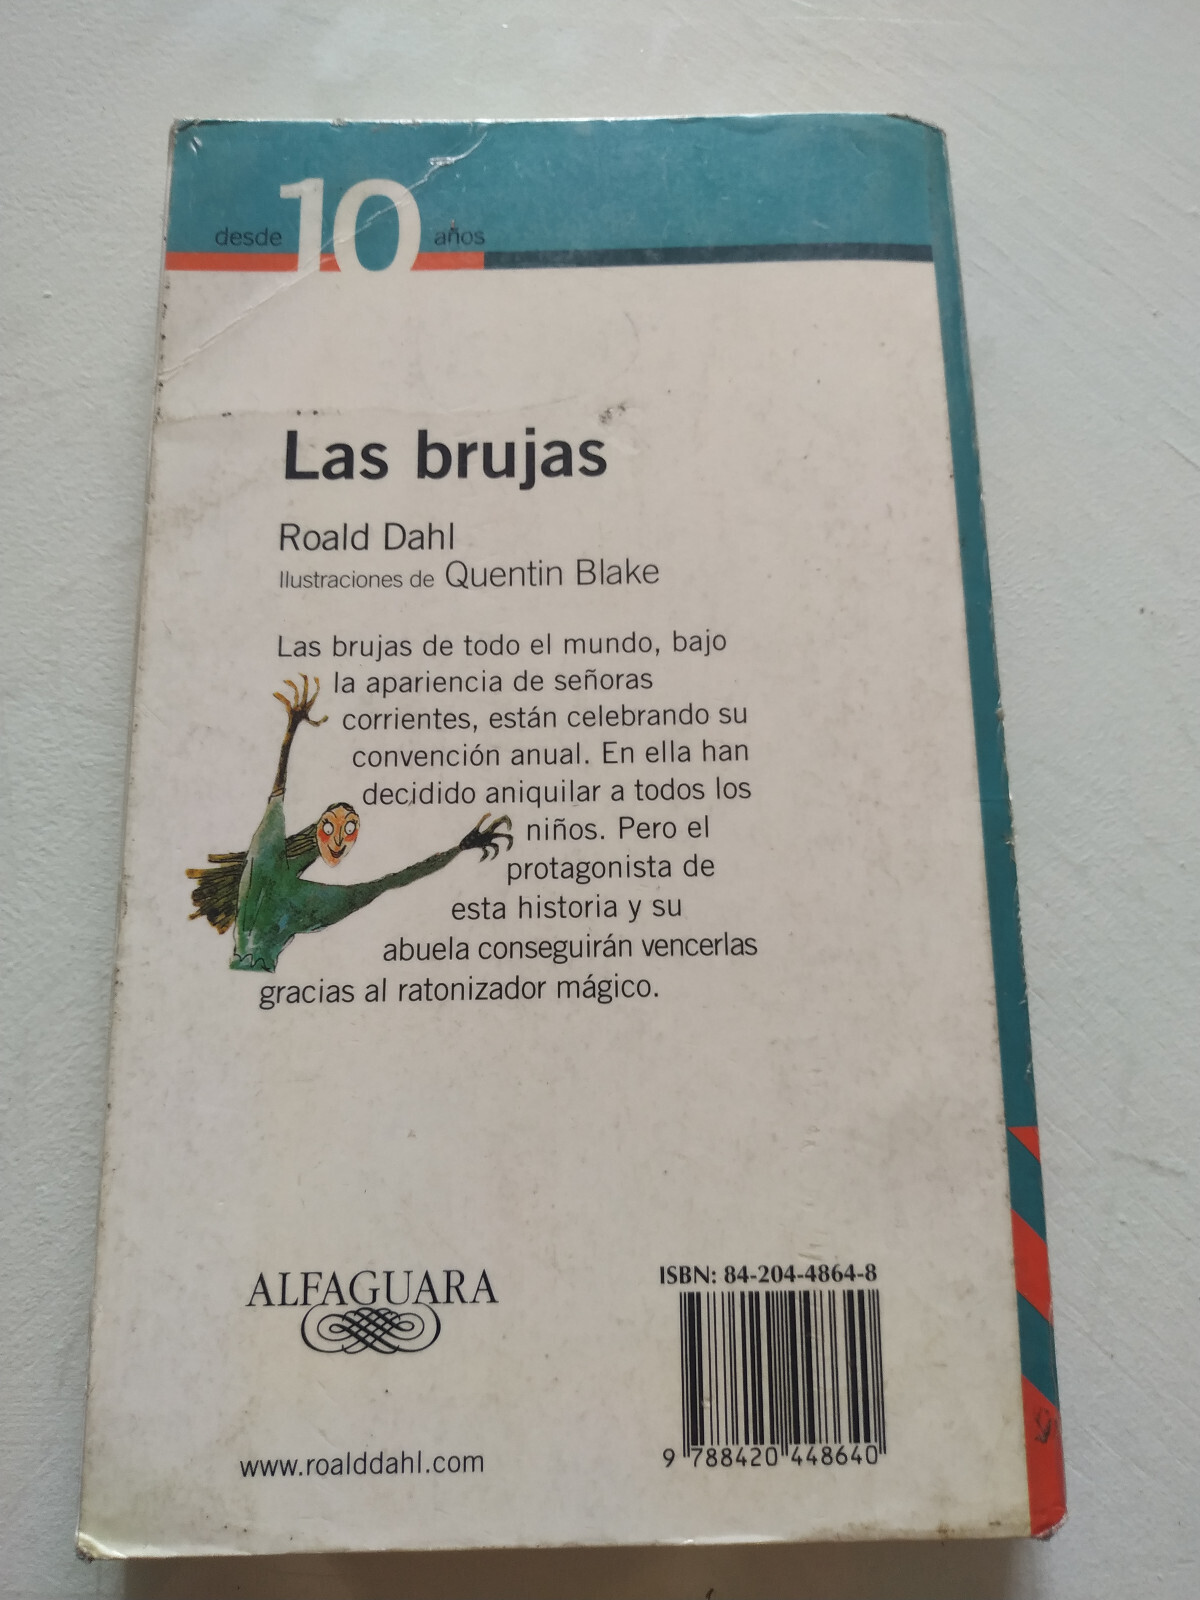 desde 10 años
Las brujas
Roald Dahl
Ilustraciones de Quentin Blake
Las brujas de todo el mundo, bajo
la apariencia de señoras
corrientes, están celebrando su
convención anual. En ella han
decidido aniquilar a todos los
niños. Pero el
protagonista de
esta historia y su
abuela conseguirán vencerlas
gracias al ratonizador mágico.
ALFAGUARA
ISBN: 84-204-4864-8
9 788420 448640
www.roalddahl.com